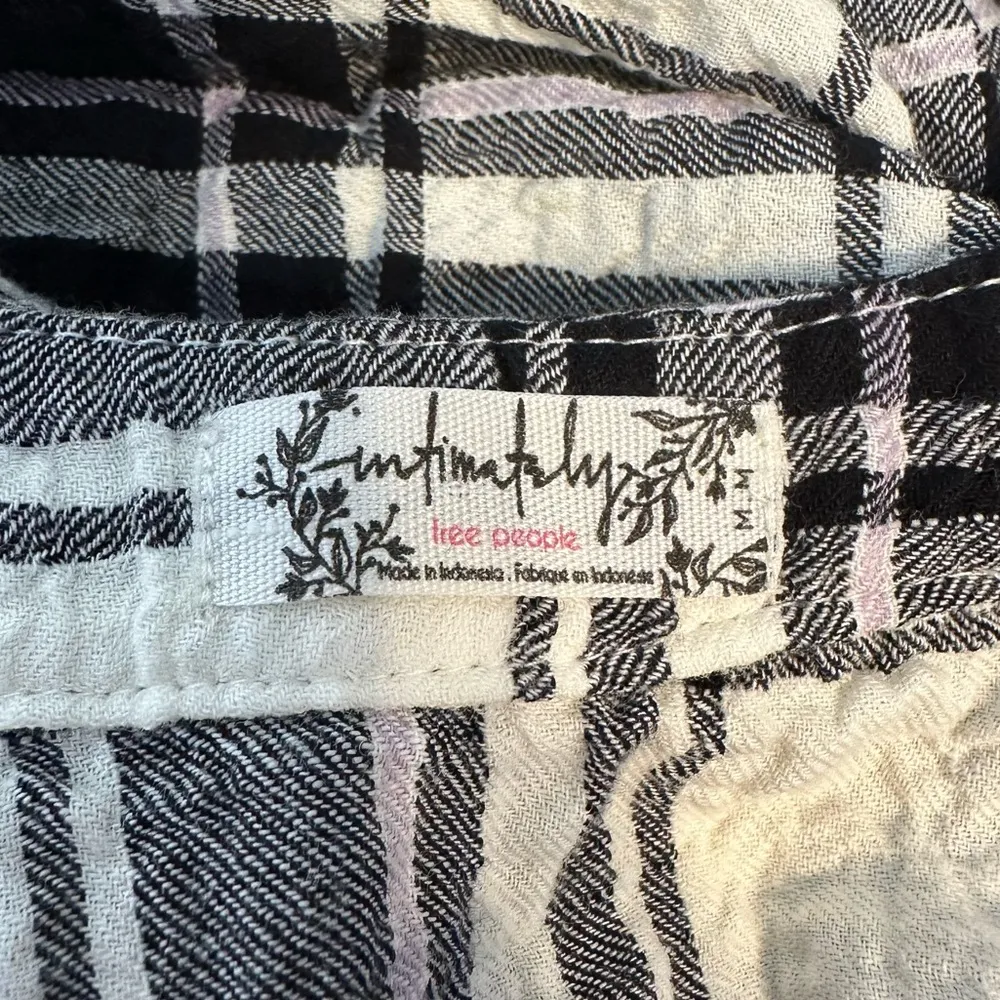 intimately
free people
Made in Indonesia . Fabriqué en Indonésie
M M